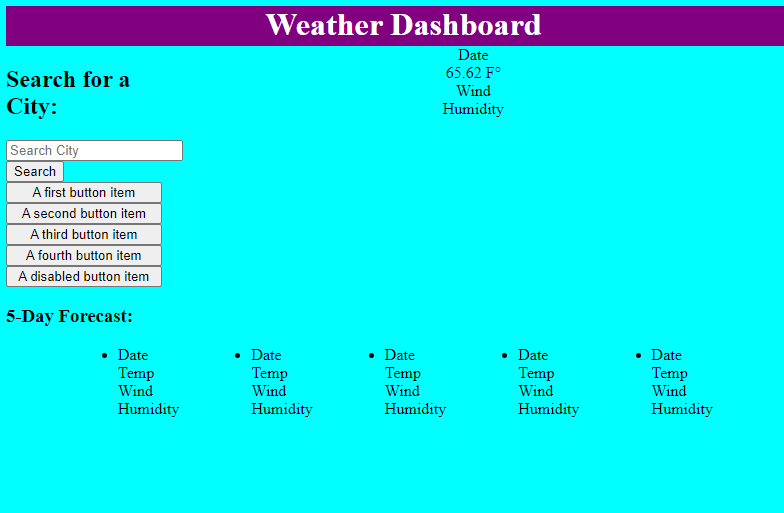 Weather Dashboard
Search for a
City:
Search City
Search
A first button item
A second button item
A third button item
A fourth button item
A disabled button item
Date
65.62 F°
Wind
Humidity
5-Day Forecast:
Date
Temp
Wind
Humidity
Date
Temp
Wind
Humidity
Date
Temp
Wind
Humidity
Date
Temp
Wind
Humidity
Date
Temp
Wind
Humidity